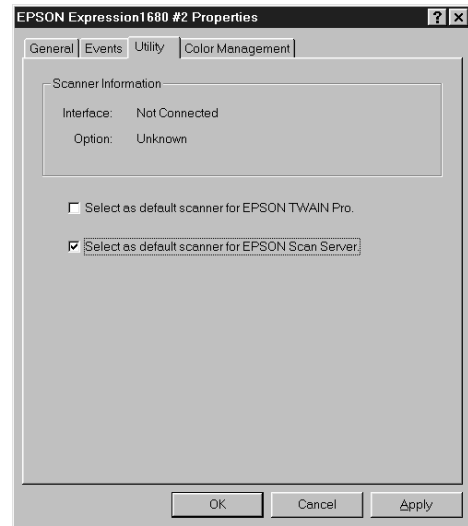 EPSON Expression1680 #2 Properties
General Events Utility Color Management
Scanner Information
Interface: Not Connected
Option: Unknown
Select as default scanner for EPSON TWAIN Pro.
Select as default scanner for EPSON Scan Server.
OK Cancel Apply